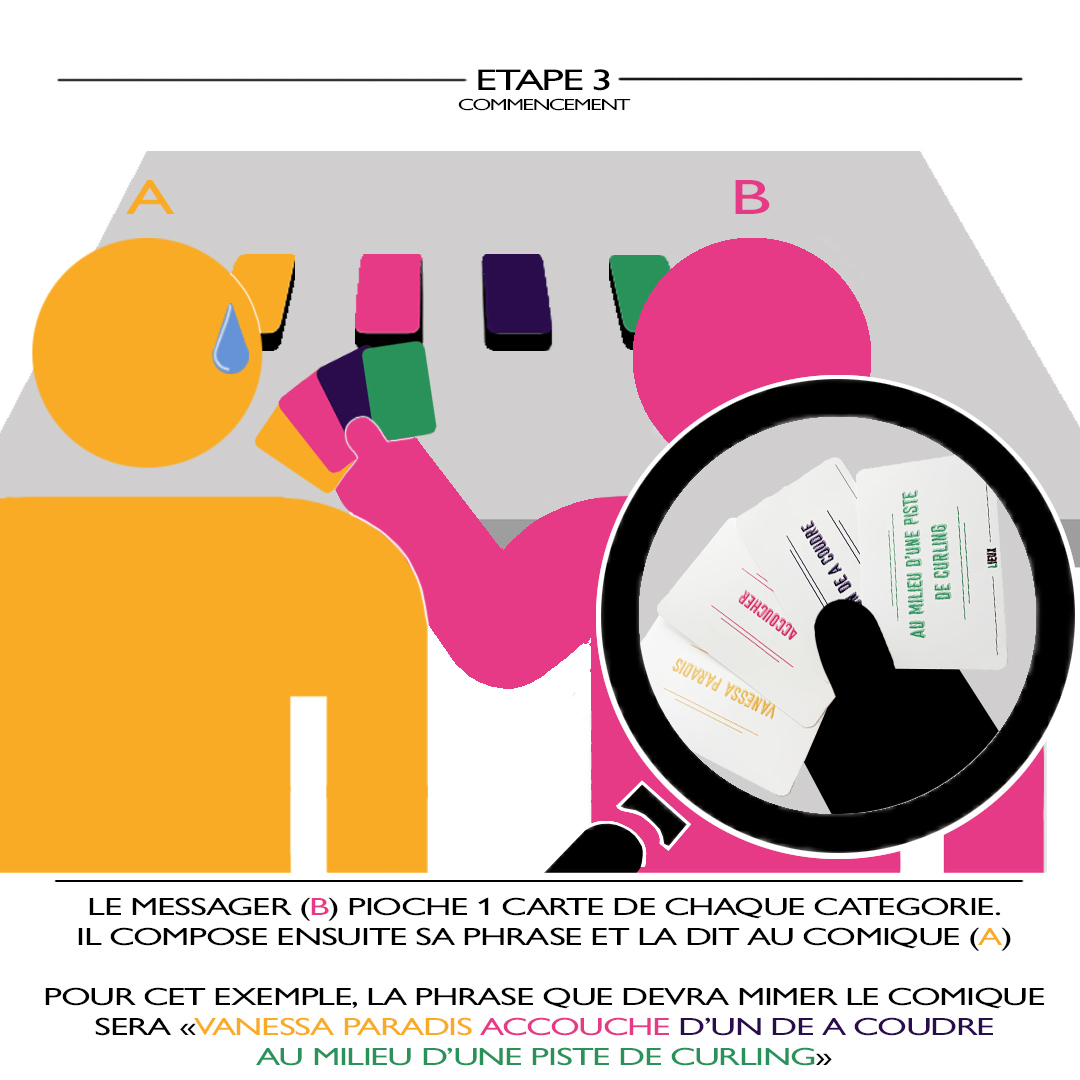 ETAPE 3
COMMENCEMENT
A
B
AU MILIEU D'UNE PISTE
DE CURLING
LIEUX
N DE A COUDRE
ACCOUCHER
VANESSA PARADIS
LE MESSAGER (B) PIOCHE 1 CARTE DE CHAQUE CATEGORIE.
IL COMPOSE ENSUITE SA PHRASE ET LA DIT AU COMIQUE (A)
POUR CET EXEMPLE, LA PHRASE QUE DEVRA MIMER LE COMIQUE
SERA «VANESSA PARADIS ACCOUCHE D'UN DE A COUDRE
AU MILIEU D'UNE PISTE DE CURLING»